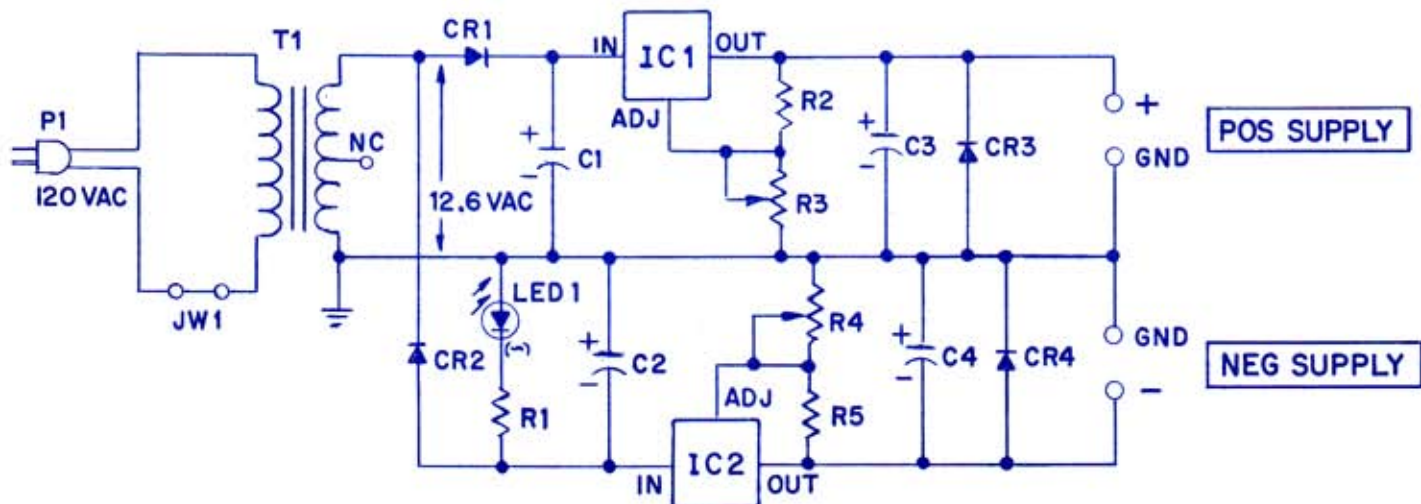 T1
CR1
IN
IC1
OUT
ADJ
R2
R3
P1
120 VAC
NC
12.6 VAC
+
-
C1
+
-
C3
CR3
+
GND
POS SUPPLY
JW1
CR2
LED1
(-)
R1
+
-
C2
R4
ADJ
R5
IN
IC2
OUT
+
-
C4
CR4
GND
-
NEG SUPPLY